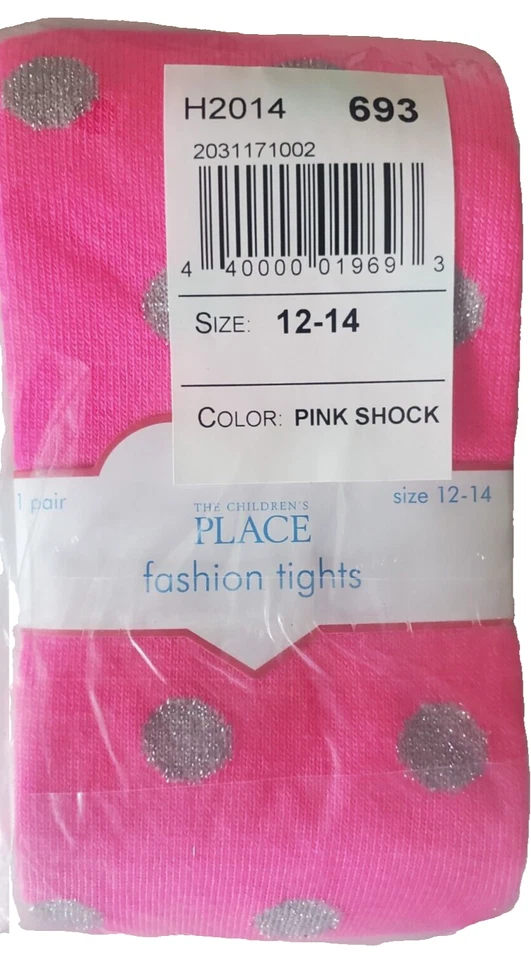 H2014 693
2031171002
4 40000 01969 3
SIZE: 12-14
COLOR: PINK SHOCK
1 pair
size 12-14
THE CHILDREN'S
PLACE
fashion tights